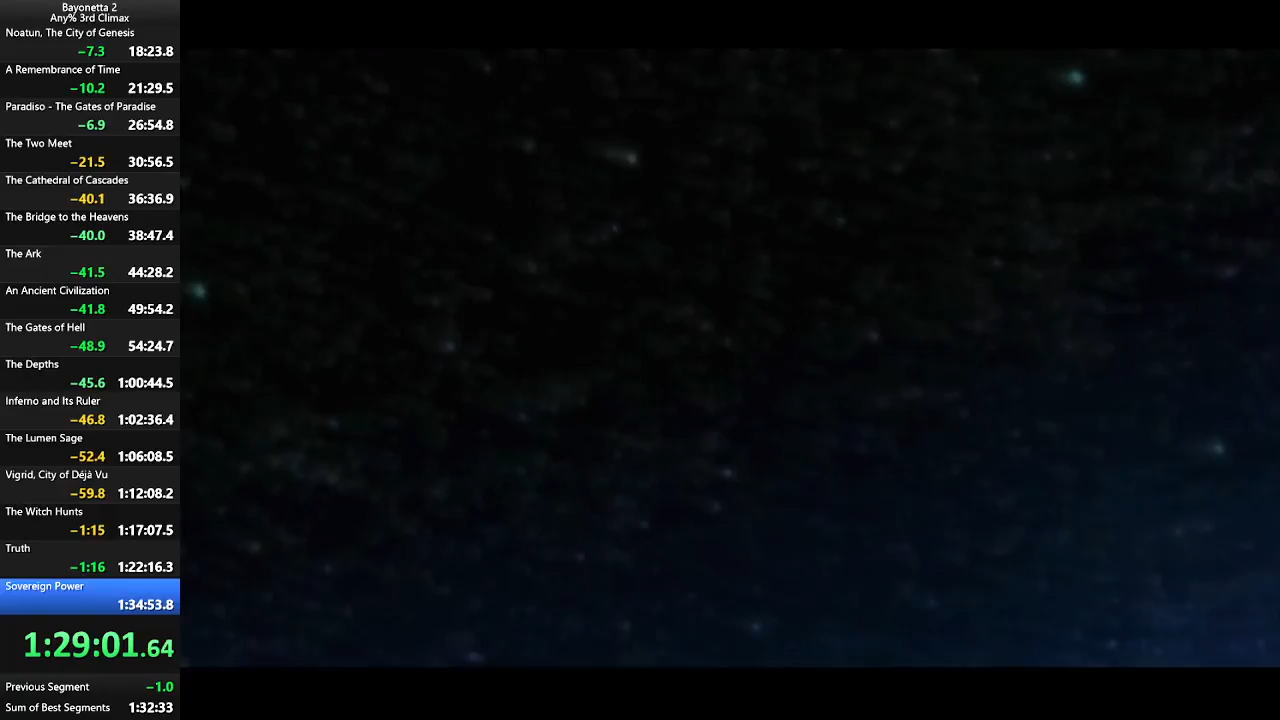 Bayonetta 2
Any% 3rd Climax
Noatun, The City of Genesis
−7.3 18:23.8
A Remembrance of Time
−10.2 21:29.5
Paradiso - The Gates of Paradise
−6.9 26:54.8
The Two Meet
−21.5 30:56.5
The Cathedral of Cascades
−40.1 36:36.9
The Bridge to the Heavens
−40.0 38:47.4
The Ark
−41.5 44:28.2
An Ancient Civilization
−41.8 49:54.2
The Gates of Hell
−48.9 54:24.7
The Depths
−45.6 1:00:44.5
Inferno and Its Ruler
−46.8 1:02:36.4
The Lumen Sage
−52.4 1:06:08.5
Vigrid, City of Déjà Vu
−59.8 1:12:08.2
The Witch Hunts
−1:15 1:17:07.5
Truth
−1:16 1:22:16.3
Sovereign Power
1:34:53.8
1:29:01.64
Previous Segment −1.0
Sum of Best Segments 1:32:33